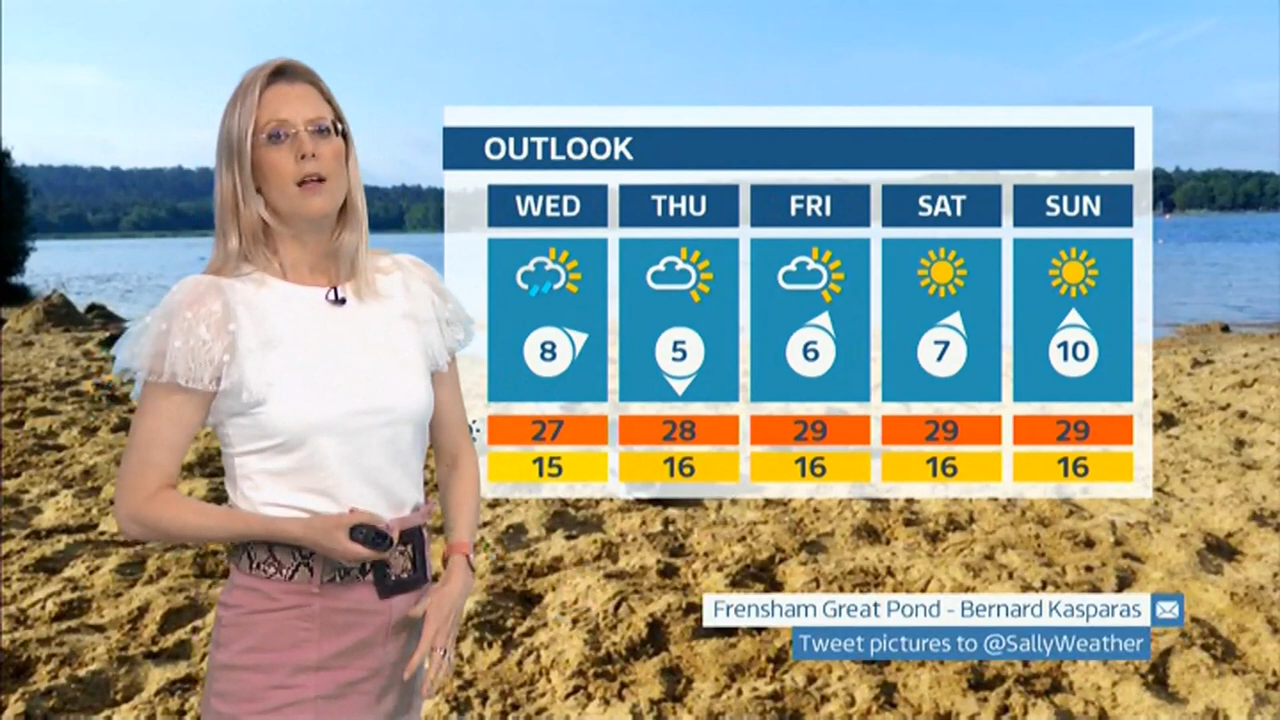 OUTLOOK
WED THU FRI SAT SUN
8 5 6 7 10
27 28 29 29 29
15 16 16 16 16
Frensham Great Pond - Bernard Kasparas
Tweet pictures to @SallyWeather